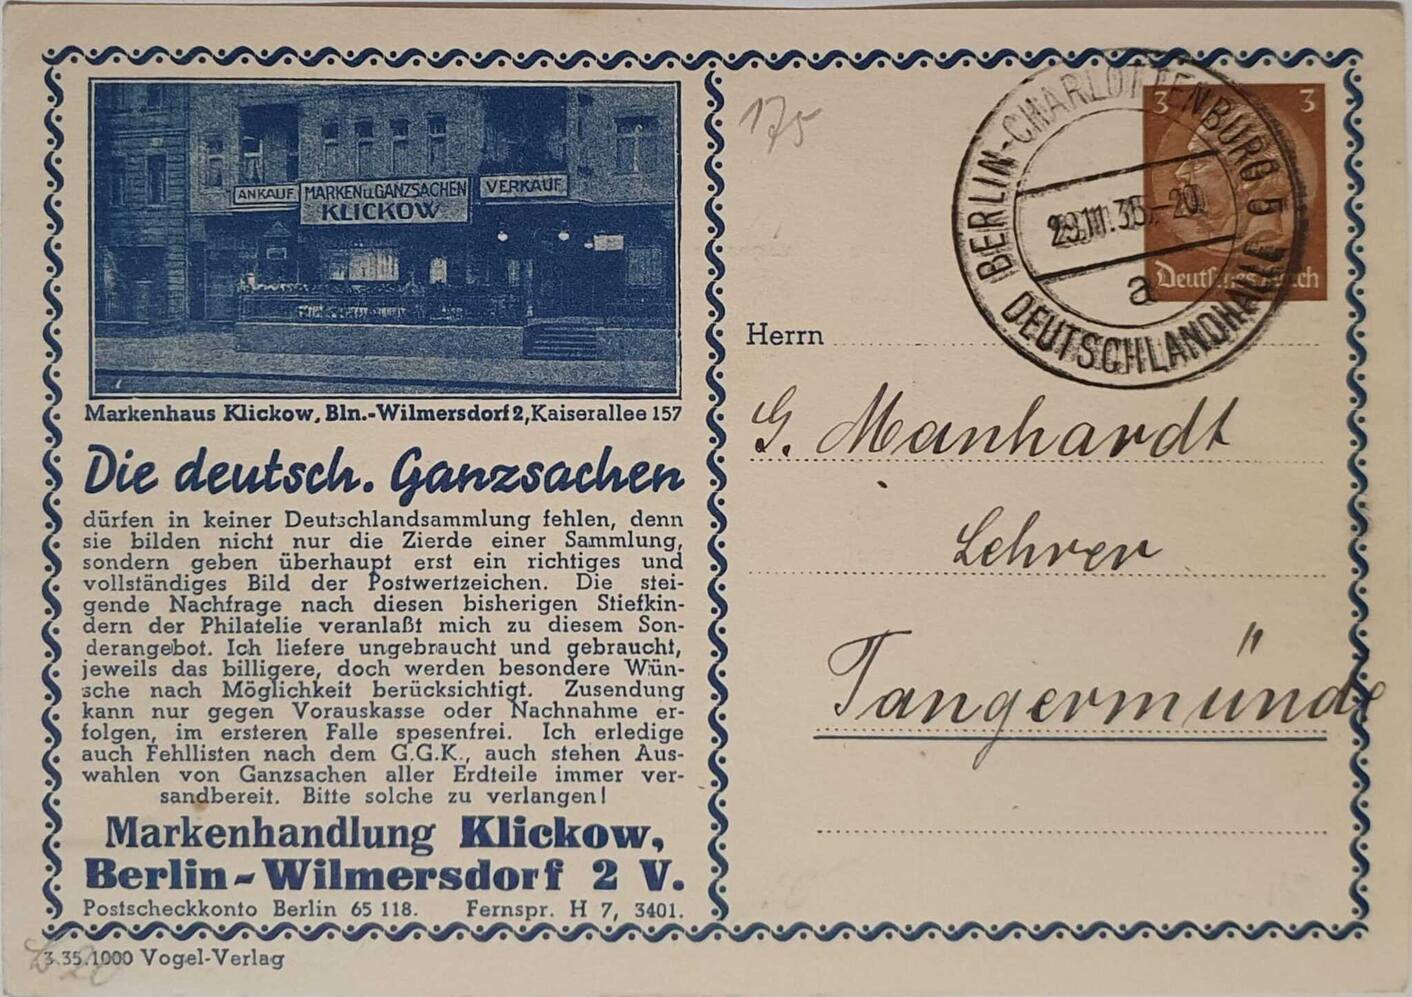 ANKAUF
MARKEN u. GANZSACHEN
KLICKOW
VERKAUF
Markenhaus Klickow, Bln.-Wilmersdorf 2, Kaiserallee 157
Die deutsch. Ganzsachen
dürfen in keiner Deutschlandsammlung fehlen, denn
sie bilden nicht nur die Zierde einer Sammlung,
sondern geben überhaupt erst ein richtiges und
vollständiges Bild der Postwertzeichen. Die stei-
gende Nachfrage nach diesen bisherigen Stiefkin-
dern der Philatelie veranlaßt mich zu diesem Son-
derangebot. Ich liefere ungebraucht und gebraucht,
jeweils das billigere, doch werden besondere Wün-
sche nach Möglichkeit berücksichtigt. Zusendung
kann nur gegen Vorauskasse oder Nachnahme er-
folgen, im ersteren Falle spesenfrei. Ich erledige
auch Fehllisten nach dem G.G.K., auch stehen Aus-
wahlen von Ganzsachen aller Erdteile immer ver-
sandbereit. Bitte solche zu verlangen!
Markenhandlung Klickow,
Berlin-Wilmersdorf 2 V.
Postscheckkonto Berlin 65 118. Fernspr. H 7, 3401.
3.35.1000 Vogel-Verlag
3 3
Deutsches Reich
BERLIN-CHARLOTTENBURG 5
29.III.35.-20
a
DEUTSCHLANDHALLE
Herrn
G. Manhardt
Lehrer
Tangermünde